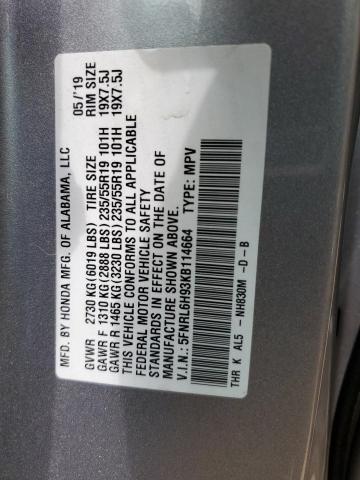 MFD. BY HONDA MFG. OF ALABAMA, LLC 05/'19
GVWR 2730 KG(6019 LBS) TIRE SIZE RIM SIZE
GAWR F 1310 KG(2888 LBS) 235/55R19 101H 19X7.5J
GAWR R 1465 KG(3230 LBS) 235/55R19 101H 19X7.5J
THIS VEHICLE CONFORMS TO ALL APPLICABLE
FEDERAL MOTOR VEHICLE SAFETY
STANDARDS IN EFFECT ON THE DATE OF
MANUFACTURE SHOWN ABOVE.
V.I.N.: 5FNRL6H93KB114664 TYPE: MPV
THR K AL5 - NH830M -D-B